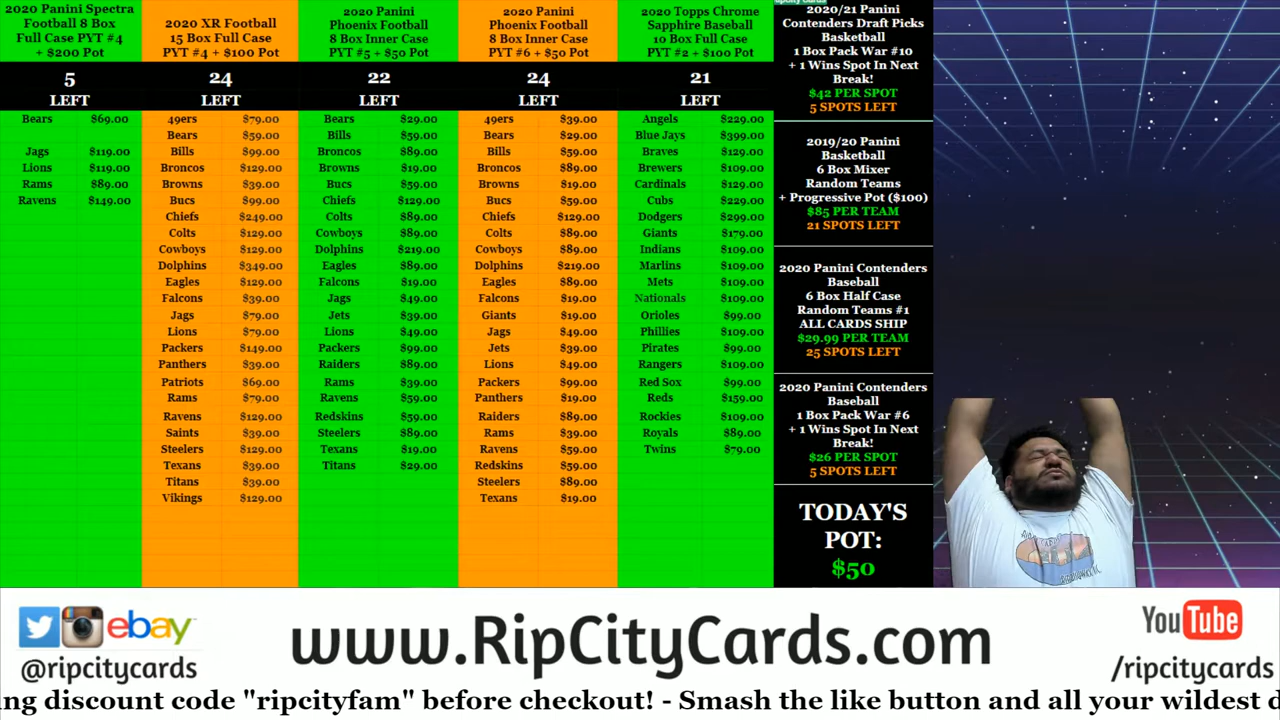 2020 Panini Spectra
Football 8 Box
Full Case PYT #4
+ $200 Pot
5
LEFT
Bears $69.00
Jags $119.00
Lions $119.00
Rams $89.00
Ravens $149.00
2020 XR Football
15 Box Full Case
PYT #4 + $100 Pot
24
LEFT
49ers $79.00
Bears $59.00
Bills $99.00
Broncos $129.00
Browns $39.00
Bucs $99.00
Chiefs $249.00
Colts $129.00
Cowboys $129.00
Dolphins $349.00
Eagles $129.00
Falcons $39.00
Jags $79.00
Lions $79.00
Packers $149.00
Panthers $39.00
Patriots $69.00
Rams $79.00
Ravens $129.00
Saints $39.00
Steelers $129.00
Texans $39.00
Titans $39.00
Vikings $129.00
2020 Panini
Phoenix Football
8 Box Inner Case
PYT #5 + $50 Pot
22
LEFT
Bears $29.00
Bills $59.00
Broncos $89.00
Browns $19.00
Bucs $59.00
Chiefs $129.00
Colts $89.00
Cowboys $89.00
Dolphins $219.00
Eagles $89.00
Falcons $19.00
Jags $49.00
Jets $39.00
Lions $49.00
Packers $99.00
Raiders $89.00
Rams $39.00
Ravens $59.00
Redskins $59.00
Steelers $89.00
Texans $19.00
Titans $29.00
2020 Panini
Phoenix Football
8 Box Inner Case
PYT #6 + $50 Pot
24
LEFT
49ers $39.00
Bears $29.00
Bills $59.00
Broncos $89.00
Browns $19.00
Bucs $59.00
Chiefs $129.00
Colts $89.00
Cowboys $89.00
Dolphins $219.00
Eagles $89.00
Falcons $19.00
Giants $19.00
Jags $49.00
Jets $39.00
Lions $49.00
Packers $99.00
Panthers $19.00
Raiders $89.00
Rams $39.00
Ravens $59.00
Redskins $59.00
Steelers $89.00
Texans $19.00
2020 Topps Chrome
Sapphire Baseball
10 Box Full Case
PYT #2 + $100 Pot
21
LEFT
Angels $229.00
Blue Jays $399.00
Braves $129.00
Brewers $109.00
Cardinals $129.00
Cubs $229.00
Dodgers $299.00
Giants $179.00
Indians $109.00
Marlins $109.00
Mets $109.00
Nationals $109.00
Orioles $99.00
Phillies $109.00
Pirates $99.00
Rangers $109.00
Red Sox $99.00
Reds $159.00
Rockies $109.00
Royals $89.00
Twins $79.00
2020/21 Panini
Contenders Draft Picks
Basketball
1 Box Pack War #10
+ 1 Wins Spot In Next
Break!
$42 PER SPOT
5 SPOTS LEFT
2019/20 Panini
Basketball
6 Box Mixer
Random Teams
+ Progressive Pot ($100)
$85 PER TEAM
21 SPOTS LEFT
2020 Panini Contenders
Baseball
6 Box Half Case
Random Teams #1
ALL CARDS SHIP
$29.99 PER TEAM
25 SPOTS LEFT
2020 Panini Contenders
Baseball
1 Box Pack War #6
+ 1 Wins Spot In Next
Break!
$26 PER SPOT
5 SPOTS LEFT
TODAY'S
POT:
$50
ebay
@ripcitycards
www.RipCityCards.com
YouTube
/ripcitycards
ng discount code "ripcityfam" before checkout! - Smash the like button and all your wildest d